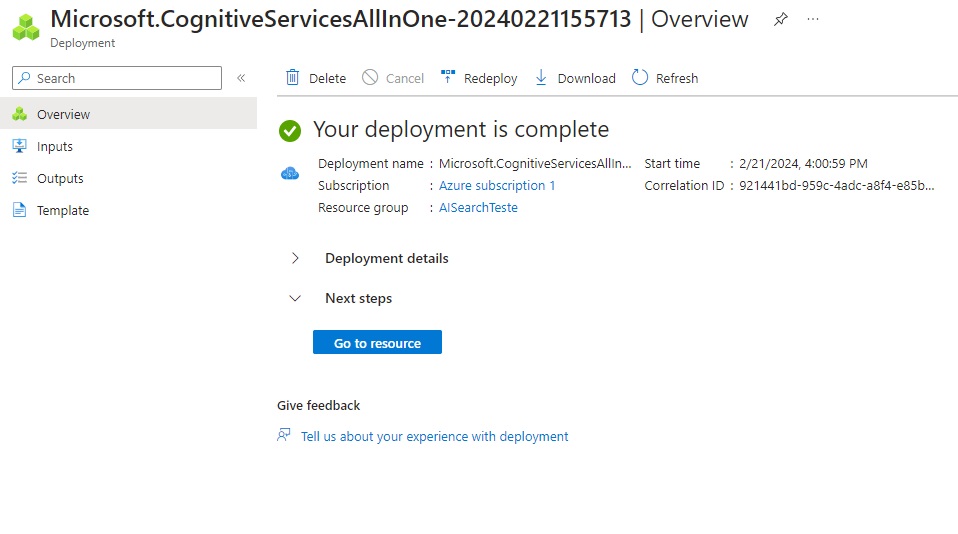 Microsoft.CognitiveServicesAllInOne-20240221155713 | Overview
Deployment
Search
Overview
Inputs
Outputs
Template
Delete Cancel Redeploy Download Refresh
Your deployment is complete
Deployment name : Microsoft.CognitiveServicesAllIn... Start time : 2/21/2024, 4:00:59 PM
Subscription : Azure subscription 1 Correlation ID : 921441bd-959c-4adc-a8f4-e85b...
Resource group : AISearchTeste
Deployment details
Next steps
Go to resource
Give feedback
Tell us about your experience with deployment